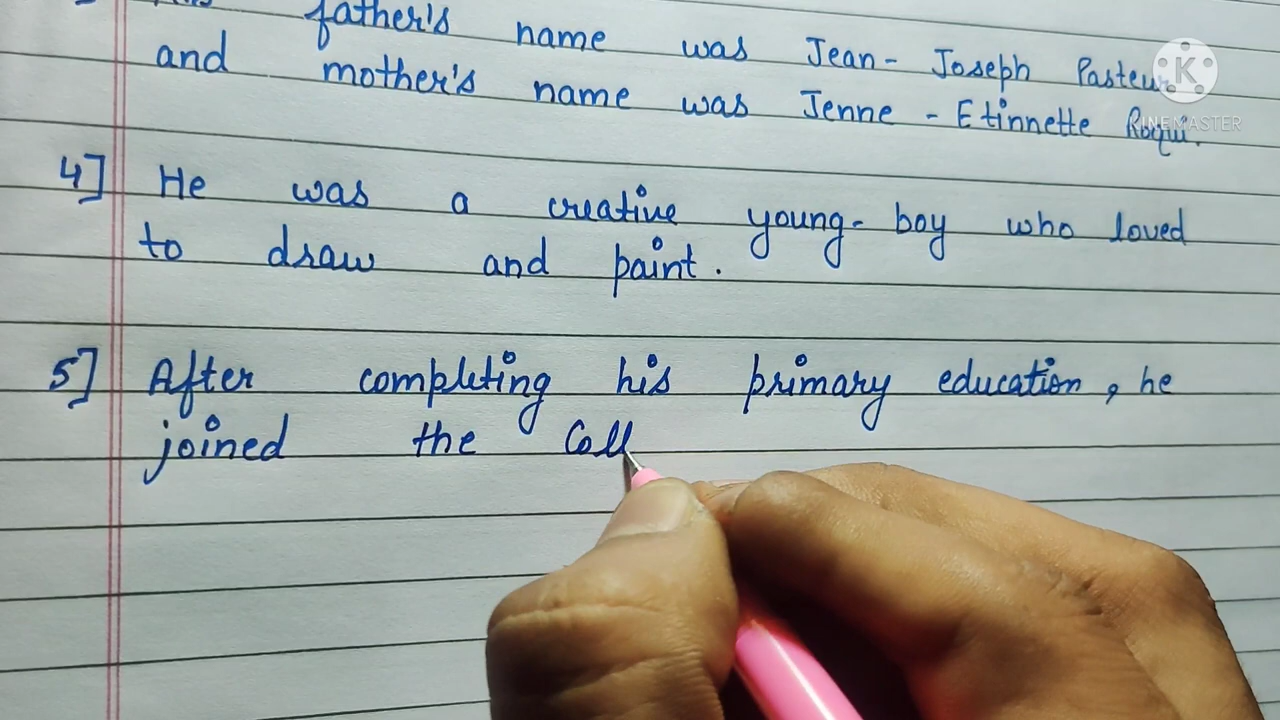 father's name was Jean- Joseph Pasteur
and mother's name was Jenne - Etinnette Roqui.
4] He was a creative young- boy who loved
to draw and paint.
5] After completing his primary education, he
joined the Coll
K
KINEMASTER